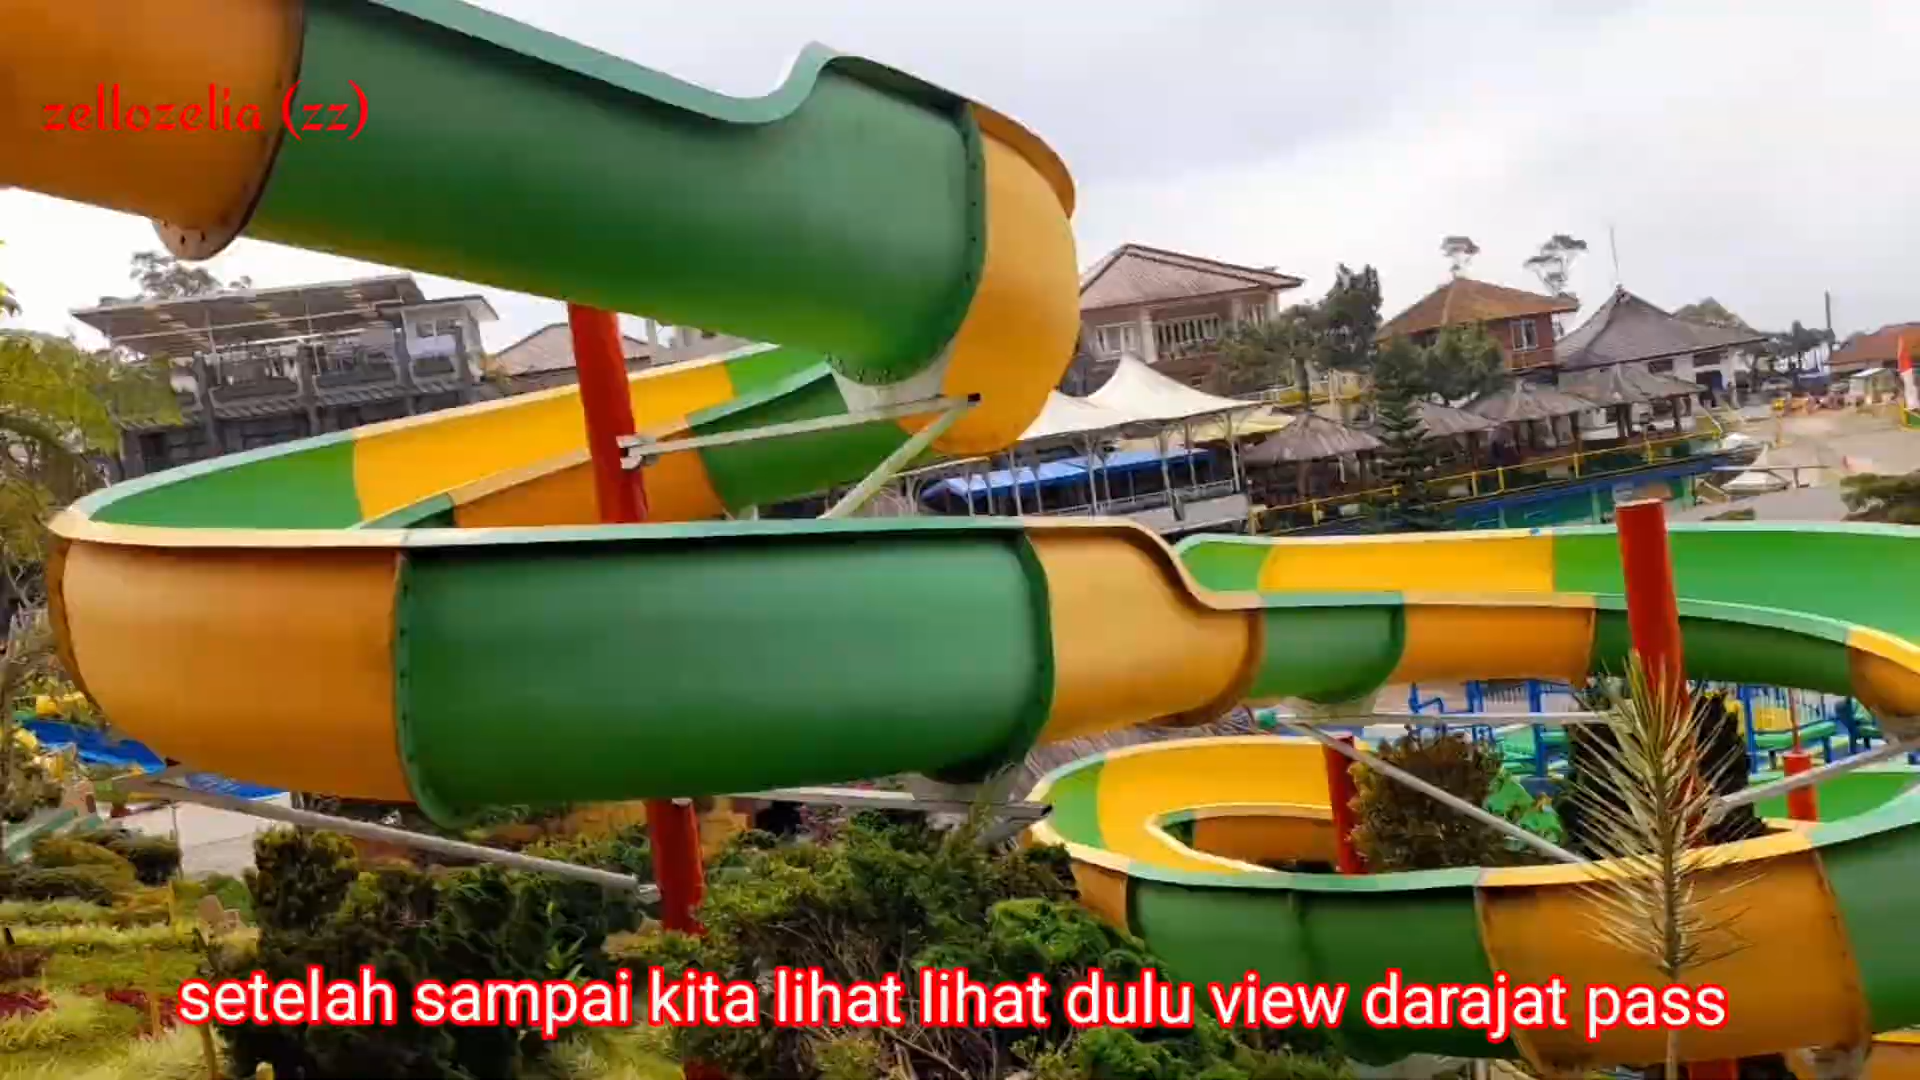 zellozelia (zz)
setelah sampai kita lihat lihat dulu view darajat pass